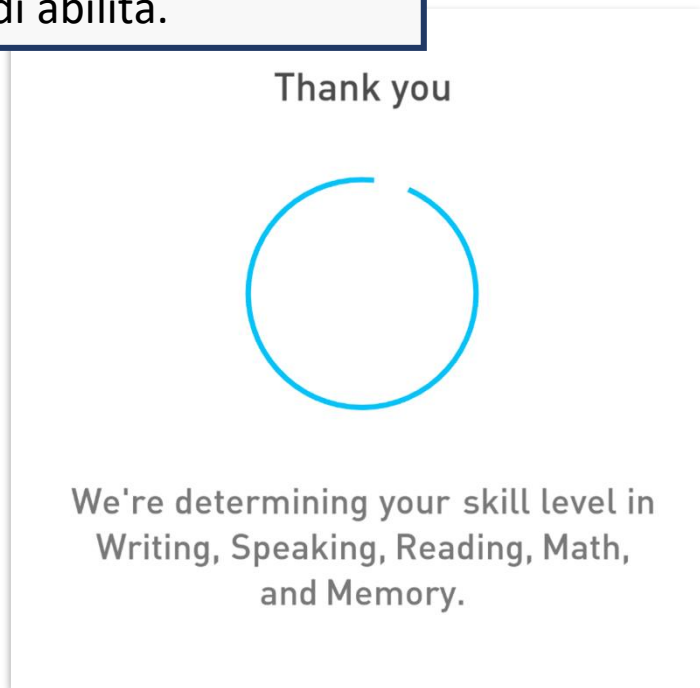 di abilità.
Thank you
We're determining your skill level in
Writing, Speaking, Reading, Math,
and Memory.